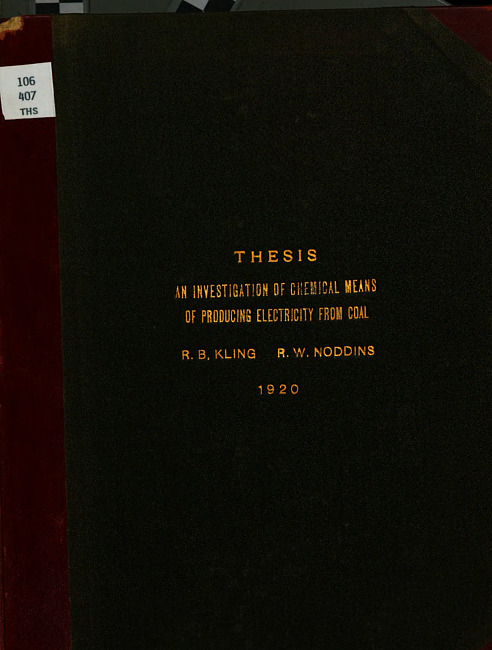 106
407
THS
THESIS
AN INVESTIGATION OF CHEMICAL MEANS
OF PRODUCING ELECTRICITY FROM COAL
R. B. KLING R. W. NODDINS
1920